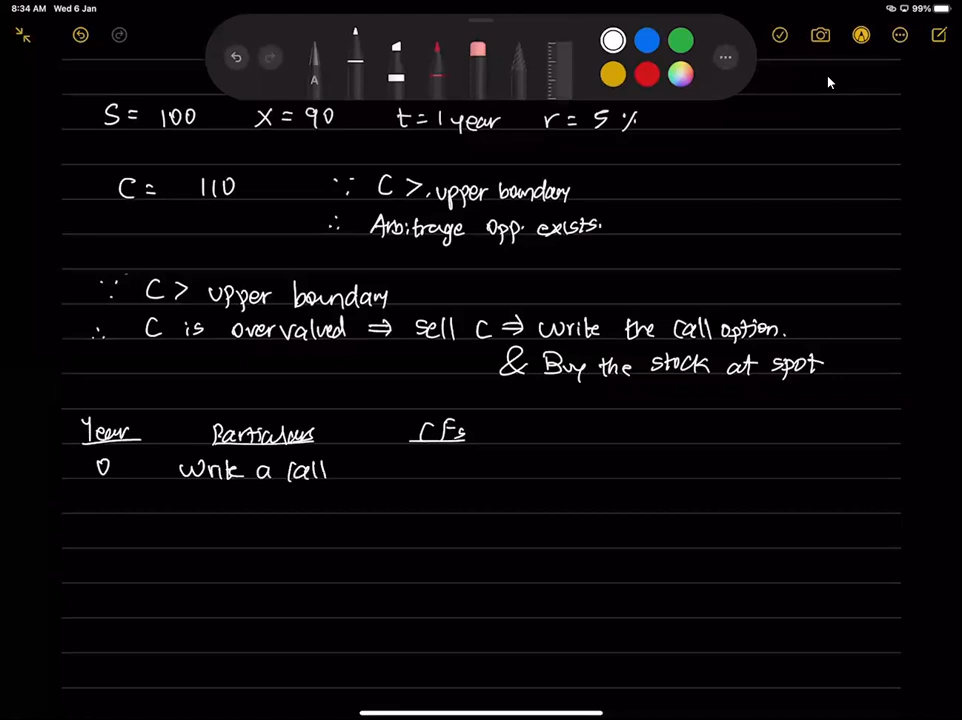 8:34 AM Wed 6 Jan
99%
A
S = 100 X = 90 t = 1 year r = 5 %
C = 110 ∵ C > upper boundary
∴ Arbitrage opp. exists.
∵ C > upper boundary
∴ C is overvalued ⇒ sell C ⇒ write the call option.
& Buy the stock at spot
Year Particulars CFs
0 write a call